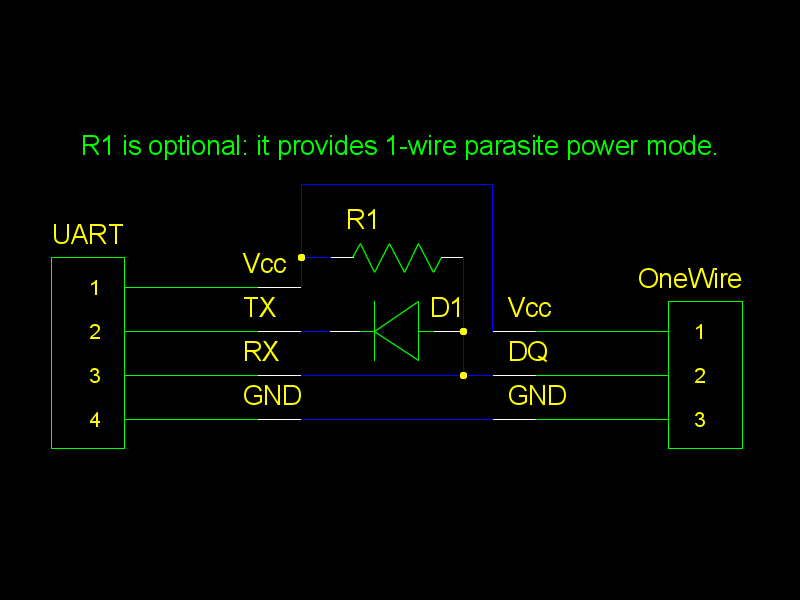 R1 is optional: it provides 1-wire parasite power mode.
UART
R1
Vcc
OneWire
1
TX
D1
Vcc
2
1
RX
DQ
3
2
GND
GND
4
3